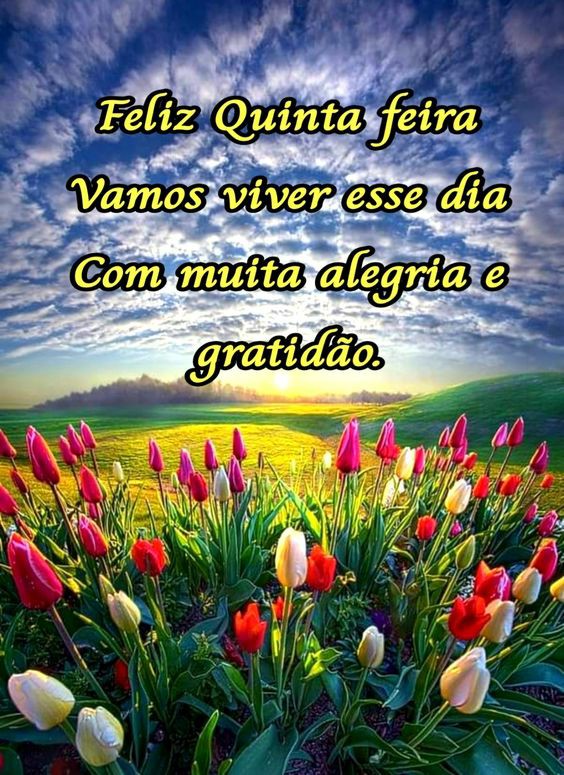 Feliz Quinta feira
Vamos viver esse dia
Com muita alegria e
gratidão.